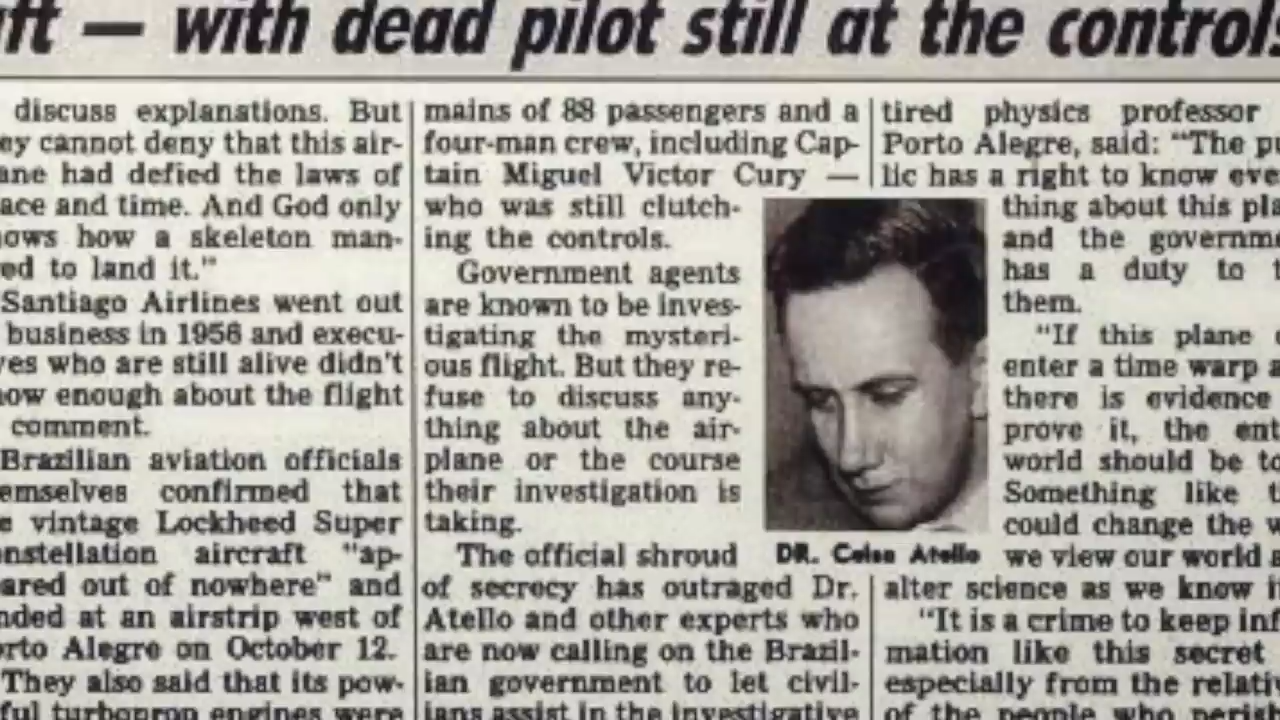 ft — with dead pilot still at the controls
discuss explanations. But
ey cannot deny that this air-
ane had defied the laws of
ace and time. And God only
ows how a skeleton man-
ed to land it."
Santiago Airlines went out
business in 1956 and execu-
ves who are still alive didn't
ow enough about the flight
comment.
Brazilian aviation officials
emselves confirmed that
e vintage Lockheed Super
onstellation aircraft "ap-
ared out of nowhere" and
nded at an airstrip west of
orto Alegre on October 12.
They also said that its pow-
ful turboprop engines were
mains of 88 passengers and a
four-man crew, including Cap-
tain Miguel Victor Cury —
who was still clutch-
ing the controls.
Government agents
are known to be inves-
tigating the mysteri-
ous flight. But they re-
fuse to discuss any-
thing about the air-
plane or the course
their investigation is
taking.
The official shroud
of secrecy has outraged Dr.
Atello and other experts who
are now calling on the Brazil-
ian government to let civil-
ians assist in the investigative
DR. Celso Atello
tired physics professor
Porto Alegre, said: "The pu
lic has a right to know eve
thing about this pla
and the governme
has a duty to t
them.
"If this plane
enter a time warp a
there is evidence
prove it, the ent
world should be to
Something like t
could change the w
we view our world a
alter science as we know i
"It is a crime to keep inf
mation like this secret
especially from the relativ
of the people who perish